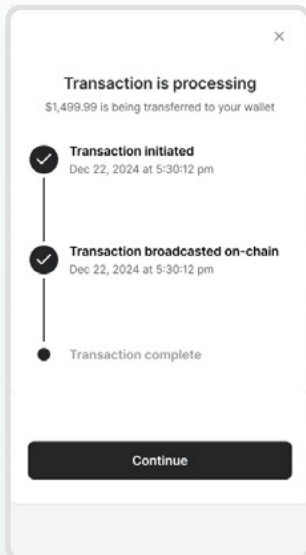 Transaction is processing
$1,499.99 is being transferred to your wallet
Transaction initiated
Dec 22, 2024 at 5:30:12 pm
Transaction broadcasted on-chain
Dec 22, 2024 at 5:30:12 pm
Transaction complete
Continue